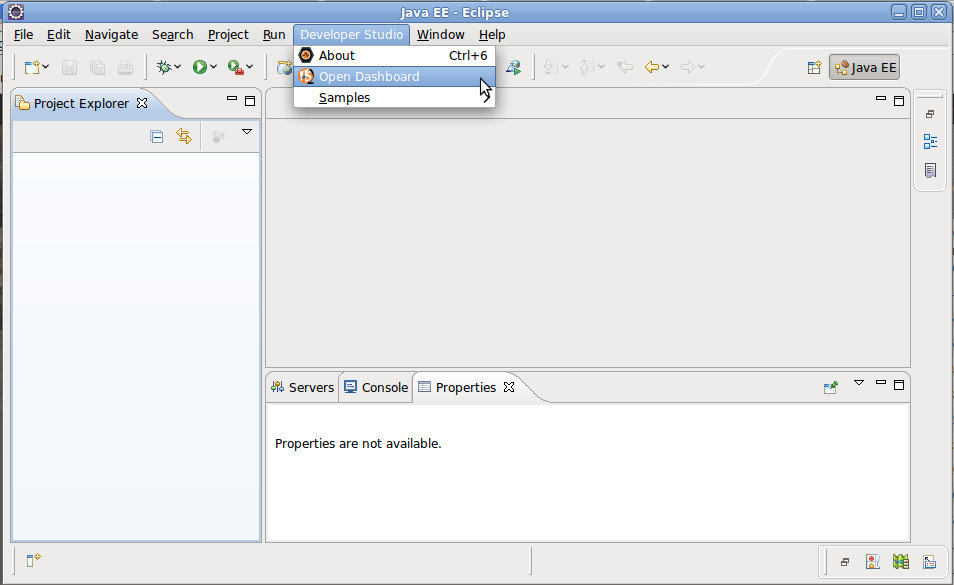 Java EE - Eclipse
File Edit Navigate Search Project Run Developer Studio Window Help
About Ctrl+6
Open Dashboard
Samples
Java EE
Project Explorer
Servers Console Properties
Properties are not available.